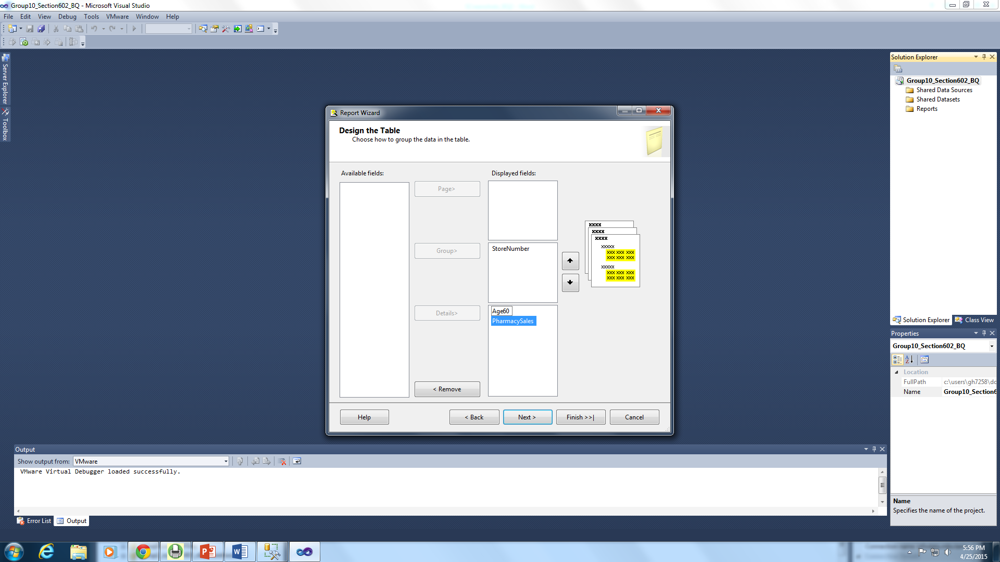 Group10_Section602_BQ - Microsoft Visual Studio
File Edit View Debug Tools VMware Window Help
Server Explorer
Toolbox
Solution Explorer
Group10_Section602_BQ
Shared Data Sources
Shared Datasets
Reports
Report Wizard
Design the Table
Choose how to group the data in the table.
Available fields:
Displayed fields:
Page>
Group>
StoreNumber
Details>
Age60
PharmacySales
< Remove
xxxx
xxxx
xxxx
xxxxx
xxx xxx xxx
xxx xxx xxx
xxxxx
xxx xxx xxx
xxx xxx xxx
Help < Back Next > Finish >>| Cancel
Solution Explorer Class View
Properties
Group10_Section602_BQ
Location
FullPath c:\users\gh7258\dc
Name Group10_Section6
Name
Specifies the name of the project.
Output
Show output from: VMware
VMware Virtual Debugger loaded successfully.
Error List Output
5:56 PM
4/25/2015